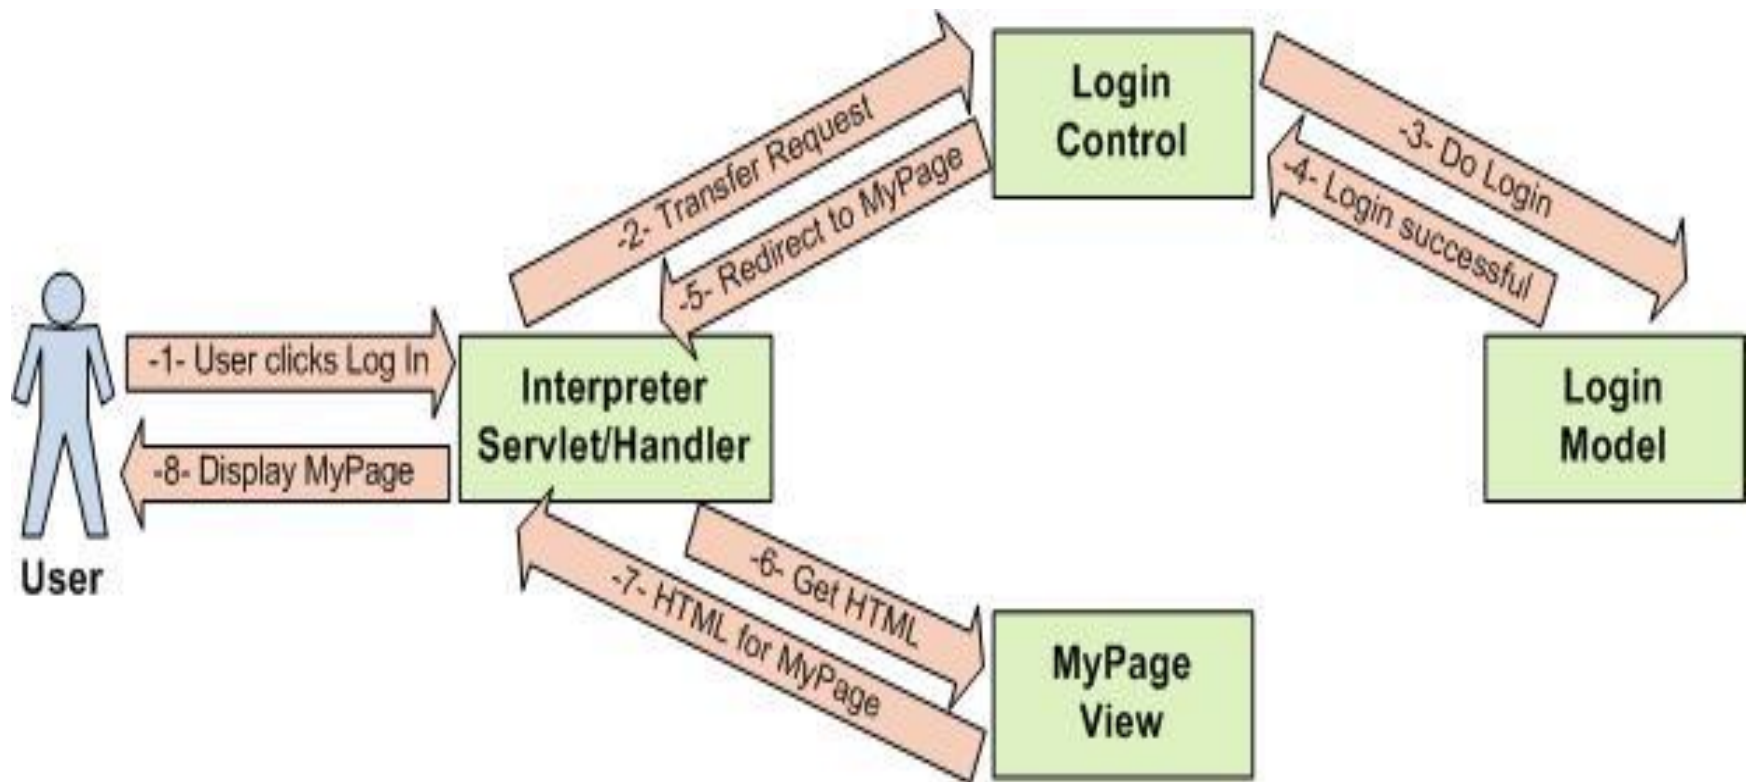 Login
Control
-2- Transfer Request
-3- Do Login
-4- Login successful
-5- Redirect to MyPage
-1- User clicks Log In
Interpreter
Servlet/Handler
Login
Model
-8- Display MyPage
User
-6- Get HTML
-7- HTML for MyPage
MyPage
View